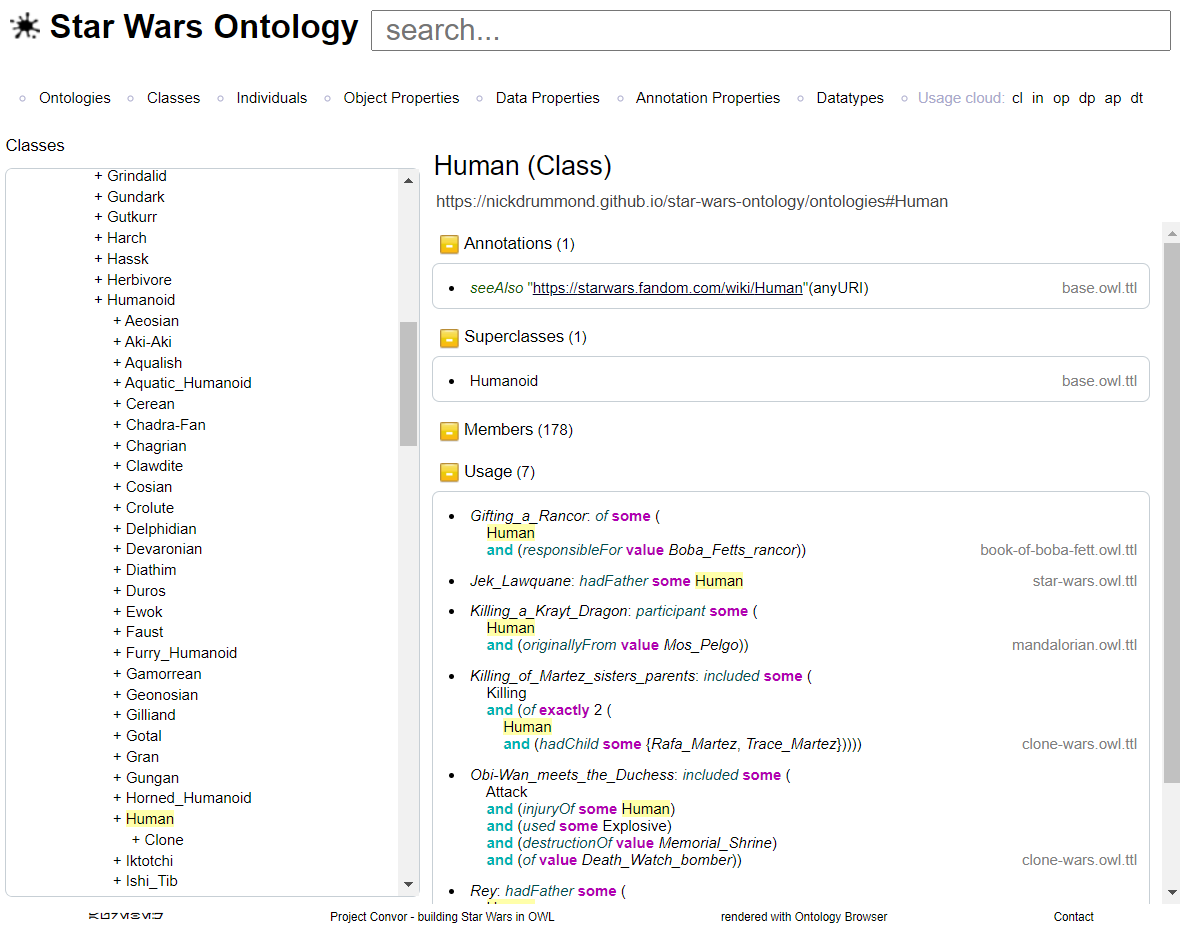 Star Wars Ontology
search...
Ontologies Classes Individuals Object Properties Data Properties Annotation Properties Datatypes Usage cloud: cl in op dp ap dt
Classes
+ Grindalid
+ Gundark
+ Gutkurr
+ Harch
+ Hassk
+ Herbivore
+ Humanoid
+ Aeosian
+ Aki-Aki
+ Aqualish
+ Aquatic_Humanoid
+ Cerean
+ Chadra-Fan
+ Chagrian
+ Clawdite
+ Cosian
+ Crolute
+ Delphidian
+ Devaronian
+ Diathim
+ Duros
+ Ewok
+ Faust
+ Furry_Humanoid
+ Gamorrean
+ Geonosian
+ Gilliand
+ Gotal
+ Gran
+ Gungan
+ Horned_Humanoid
+ Human
+ Clone
+ Iktotchi
+ Ishi_Tib
Human (Class)
https://nickdrummond.github.io/star-wars-ontology/ontologies#Human
Annotations (1)
seeAlso "https://starwars.fandom.com/wiki/Human"(anyURI) base.owl.ttl
Superclasses (1)
Humanoid base.owl.ttl
Members (178)
Usage (7)
Gifting_a_Rancor: of some (
Human
and (responsibleFor value Boba_Fetts_rancor)) book-of-boba-fett.owl.ttl
Jek_Lawquane: hadFather some Human star-wars.owl.ttl
Killing_a_Krayt_Dragon: participant some (
Human
and (originallyFrom value Mos_Pelgo)) mandalorian.owl.ttl
Killing_of_Martez_sisters_parents: included some (
Killing
and (of exactly 2 (
Human
and (hadChild some {Rafa_Martez, Trace_Martez})))) clone-wars.owl.ttl
Obi-Wan_meets_the_Duchess: included some (
Attack
and (injuryOf some Human)
and (used some Explosive)
and (destructionOf value Memorial_Shrine)
and (of value Death_Watch_bomber)) clone-wars.owl.ttl
Rey: hadFather some (
Project Convor - building Star Wars in OWL rendered with Ontology Browser Contact